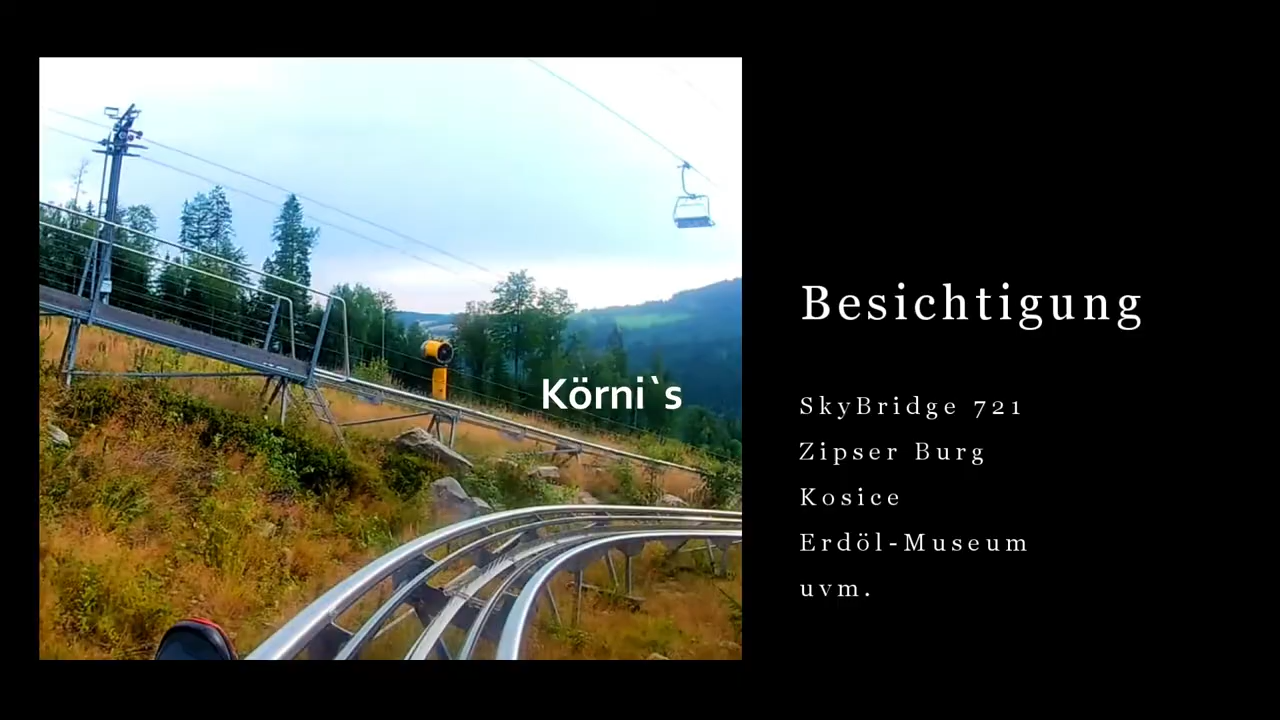 Körni`s
Besichtigung
SkyBridge 721
Zipser Burg
Kosice
Erdöl-Museum
uvm.